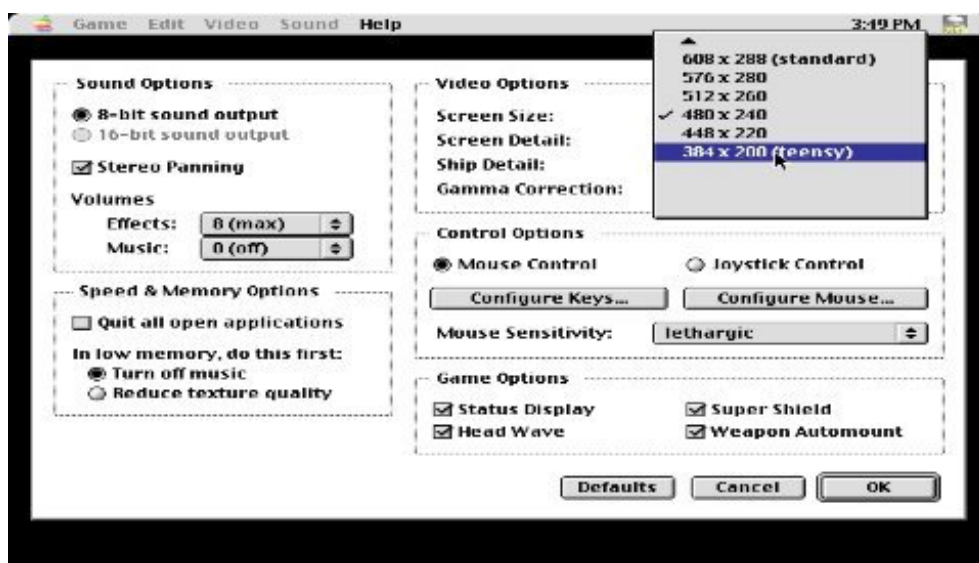 Game Edit Video Sound Help 3:49 PM
Sound Options
8-bit sound output
16-bit sound output
Stereo Panning
Volumes
Effects: 8 (max)
Music: 0 (off)
Speed & Memory Options
Quit all open applications
In low memory, do this first:
Turn off music
Reduce texture quality
Video Options
Screen Size:
Screen Detail:
Ship Detail:
Gamma Correction:
608 x 288 (standard)
576 x 280
512 x 260
480 x 240
448 x 220
384 x 200 (teensy)
Control Options
Mouse Control Joystick Control
Configure Keys... Configure Mouse...
Mouse Sensitivity: lethargic
Game Options
Status Display Super Shield
Head Wave Weapon Automount
Defaults Cancel OK